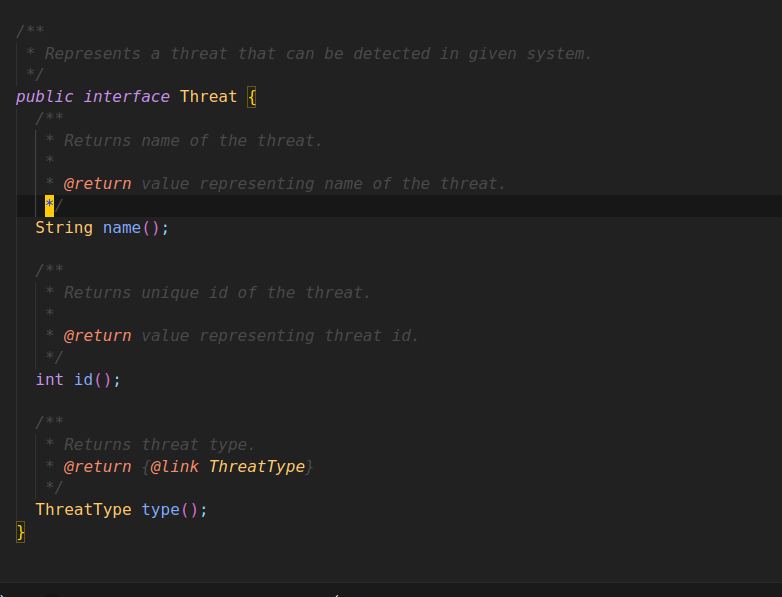 /**
 * Represents a threat that can be detected in given system.
 */
public interface Threat {
  /**
   * Returns name of the threat.
   *
   * @return value representing name of the threat.
   */
  String name();
  /**
   * Returns unique id of the threat.
   *
   * @return value representing threat id.
   */
  int id();
  /**
   * Returns threat type.
   * @return {@link ThreatType}
   */
  ThreatType type();
}